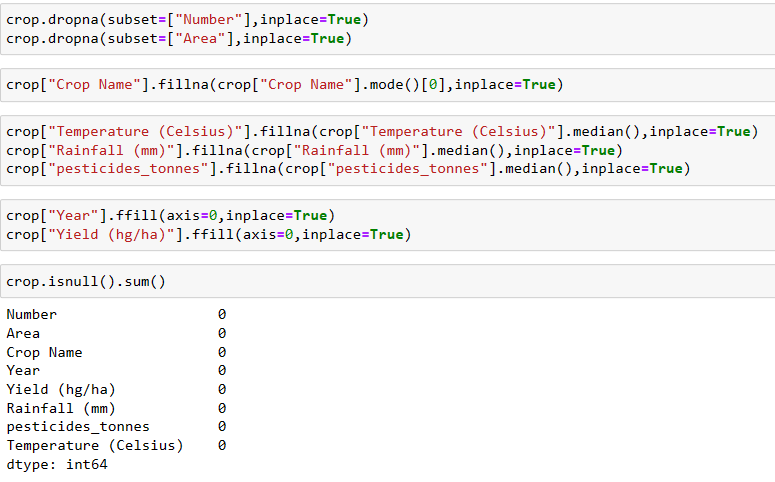 crop.dropna(subset=["Number"],inplace=True)
crop.dropna(subset=["Area"],inplace=True)
crop["Crop Name"].fillna(crop["Crop Name"].mode()[0],inplace=True)
crop["Temperature (Celsius)"].fillna(crop["Temperature (Celsius)"].median(),inplace=True)
crop["Rainfall (mm)"].fillna(crop["Rainfall (mm)"].median(),inplace=True)
crop["pesticides_tonnes"].fillna(crop["pesticides_tonnes"].median(),inplace=True)
crop["Year"].ffill(axis=0,inplace=True)
crop["Yield (hg/ha)"].ffill(axis=0,inplace=True)
crop.isnull().sum()
Number 0
Area 0
Crop Name 0
Year 0
Yield (hg/ha) 0
Rainfall (mm) 0
pesticides_tonnes 0
Temperature (Celsius) 0
dtype: int64